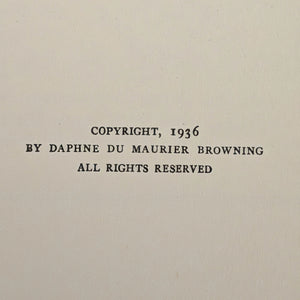 COPYRIGHT, 1936
BY DAPHNE DU MAURIER BROWNING
ALL RIGHTS RESERVED